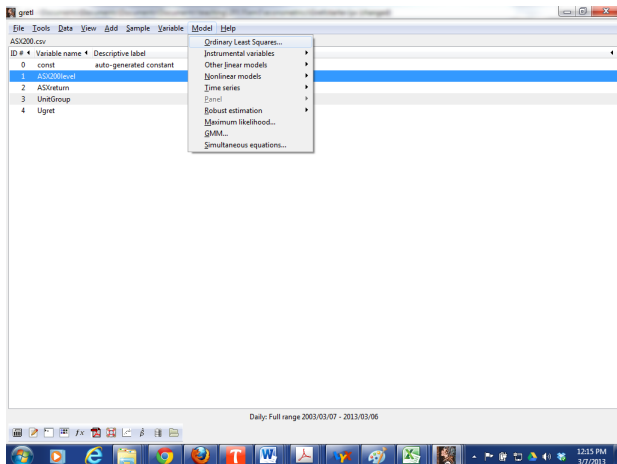 gretl
File Tools Data View Add Sample Variable Model Help
ASX200.csv
ID # Variable name Descriptive label
0 const auto-generated constant
1 ASX200level
2 ASXreturn
3 UnitGroup
4 Ugret
Ordinary Least Squares...
Instrumental variables
Other linear models
Nonlinear models
Time series
Panel
Robust estimation
Maximum likelihood...
GMM...
Simultaneous equations...
Daily: Full range 2003/03/07 - 2013/03/06
fx
β
12:15 PM
3/7/2013